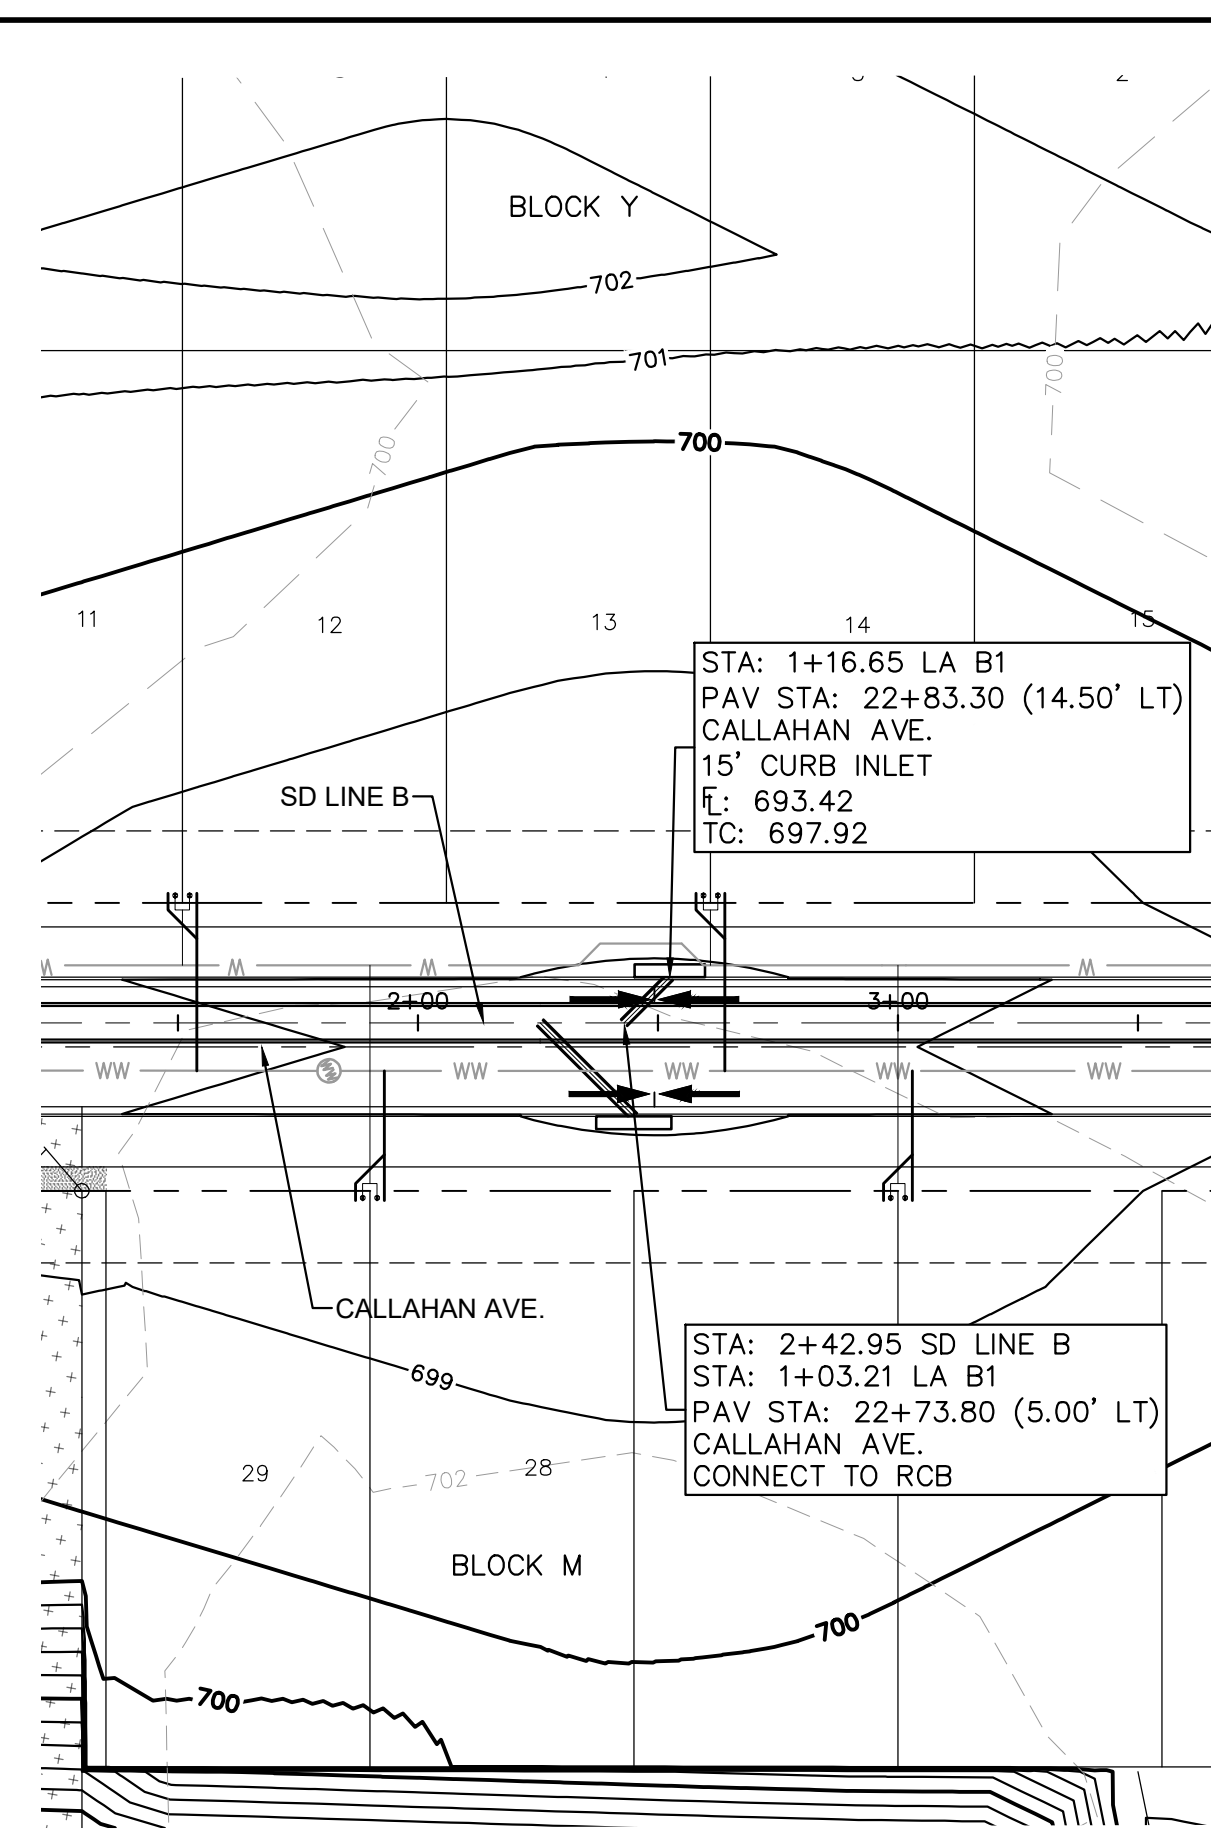 2
BLOCK Y
702
701
700
700
700
11
12
13
14
15
STA: 1+16.65 LA B1
PAV STA: 22+83.30 (14.50' LT)
CALLAHAN AVE.
15' CURB INLET
FL: 693.42
TC: 697.92
SD LINE B
W
W
W
W
2+00
3+00
WW
WW
WW
WW
WW
CALLAHAN AVE.
699
STA: 2+42.95 SD LINE B
STA: 1+03.21 LA B1
PAV STA: 22+73.80 (5.00' LT)
CALLAHAN AVE.
CONNECT TO RCB
29
702
28
BLOCK M
700
700